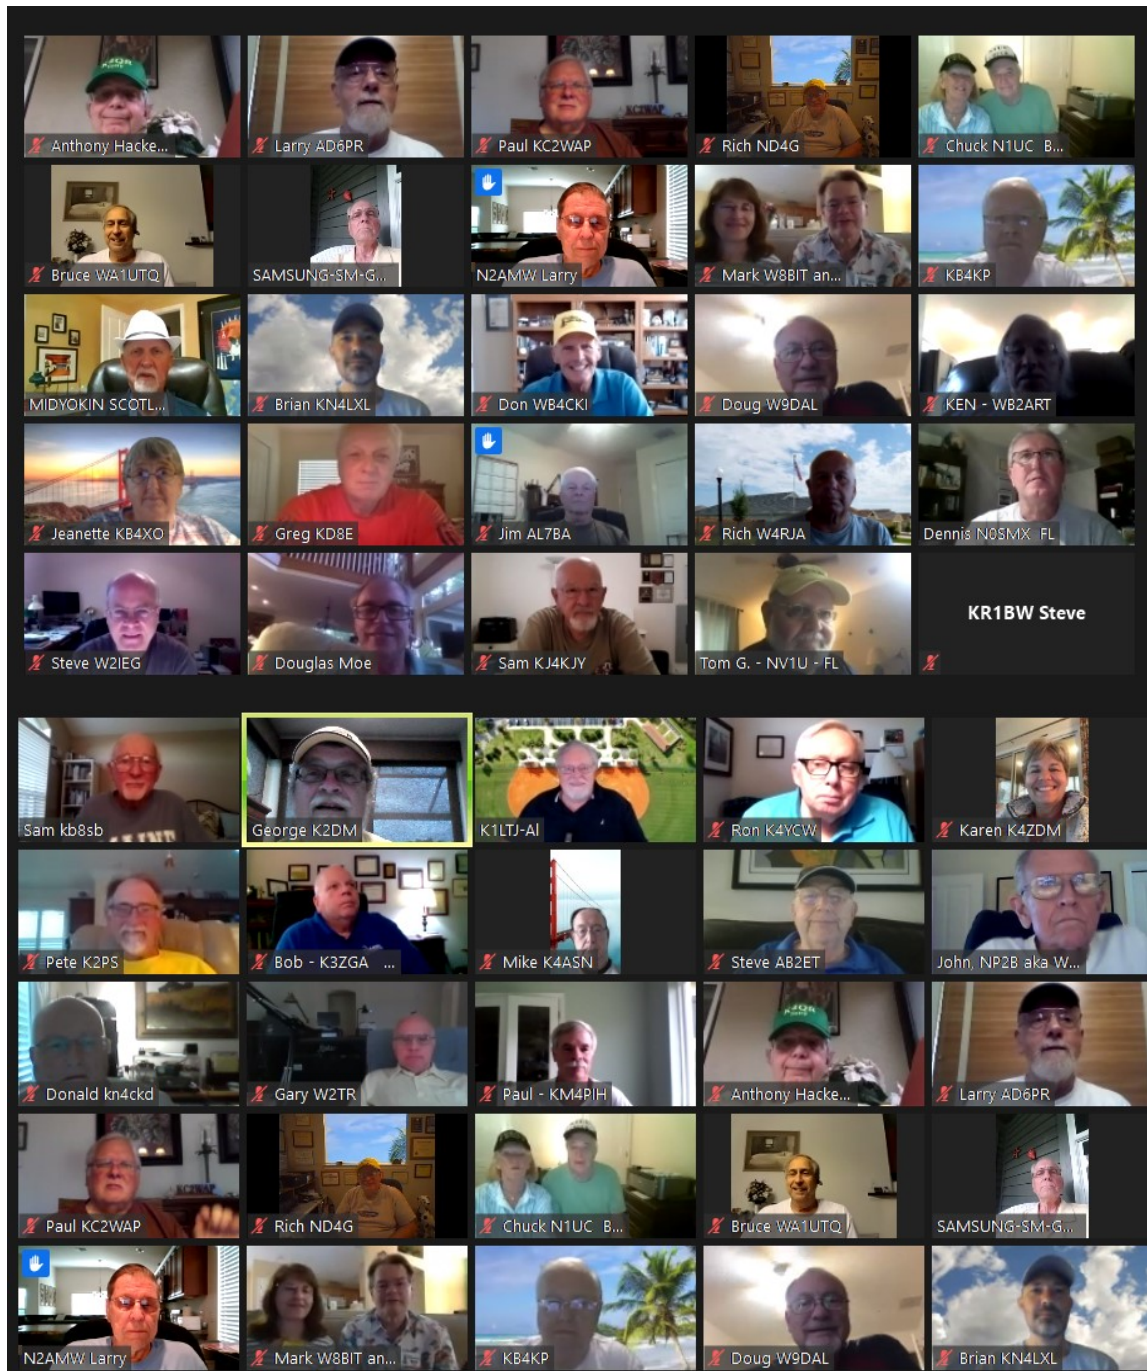 K4QR
Anthony Hacke...
Larry AD6PR
KC2WAP
Paul KC2WAP
Rich ND4G
Chuck N1UC B...
Bruce WA1UTQ
SAMSUNG-SM-G...
N2AMW Larry
Mark W8BIT an...
KB4KP
MIDYOKIN SCOTL...
Brian KN4LXL
Don WB4CKI
Doug W9DAL
KEN - WB2ART
Jeanette KB4XO
Greg KD8E
Jim AL7BA
Rich W4RJA
Dennis N0SMX FL
Steve W2IEG
Douglas Moe
Sam KJ4KJY
Tom G. - NV1U - FL
KR1BW Steve
Sam kb8sb
George K2DM
K1LTJ-Al
Ron K4YCW
Karen K4ZDM
Pete K2PS
Bob - K3ZGA ...
Mike K4ASN
Steve AB2ET
John, NP2B aka W...
Donald kn4ckd
Gary W2TR
Paul - KM4PIH
K4QR
Anthony Hacke...
Larry AD6PR
KC2WAP
Paul KC2WAP
Rich ND4G
Chuck N1UC B...
Bruce WA1UTQ
SAMSUNG-SM-G...
N2AMW Larry
Mark W8BIT an...
KB4KP
Doug W9DAL
Brian KN4LXL